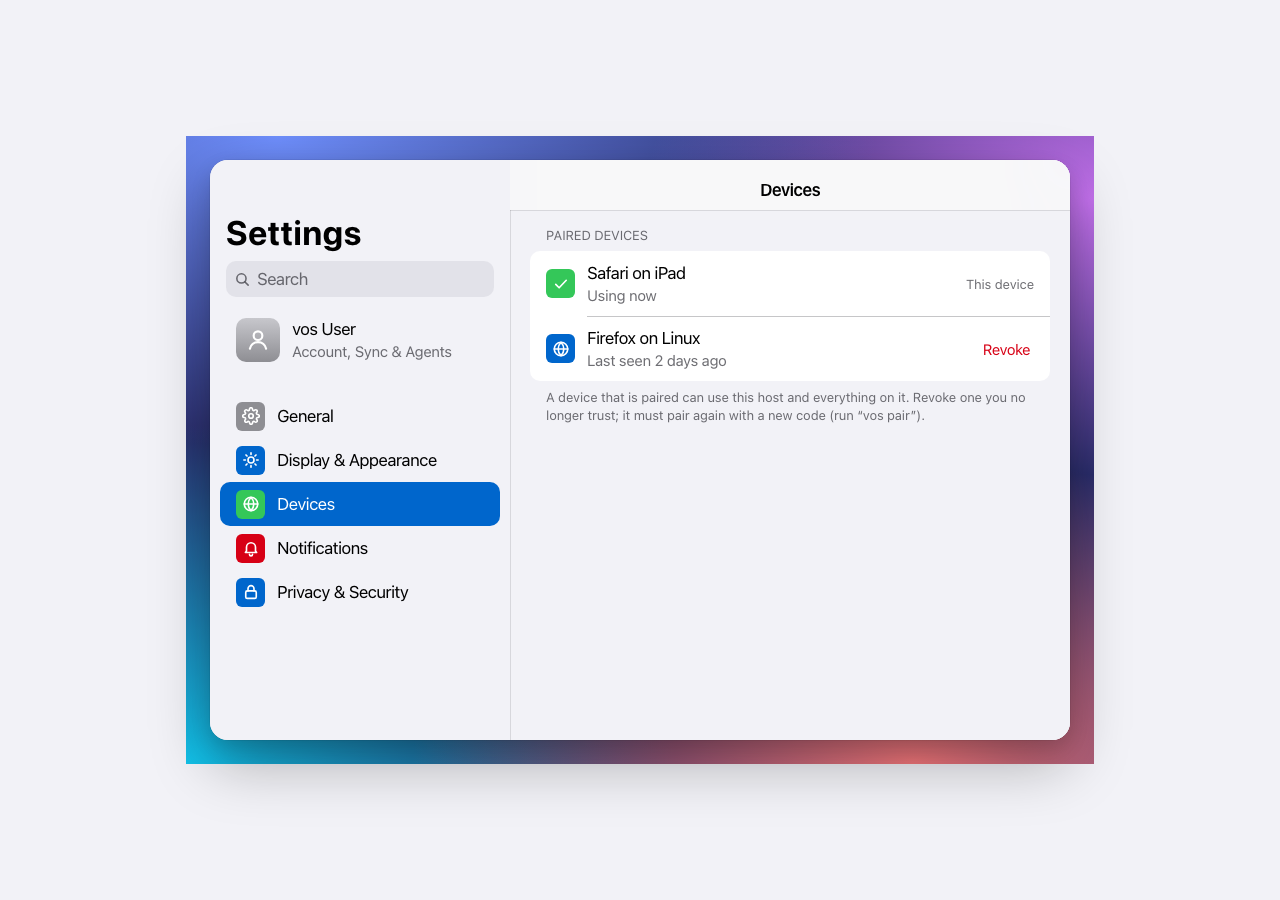 Settings
Search
vos User
Account, Sync & Agents
General
Display & Appearance
Devices
Notifications
Privacy & Security
Devices
PAIRED DEVICES
Safari on iPad
Using now
This device
Firefox on Linux
Last seen 2 days ago
Revoke
A device that is paired can use this host and everything on it. Revoke one you no
longer trust; it must pair again with a new code (run “vos pair”).